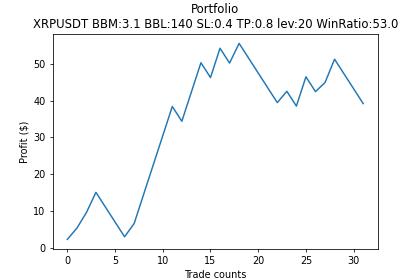 Portfolio
XRPUSDT BBM:3.1 BBL:140 SL:0.4 TP:0.8 lev:20 WinRatio:53.0
Profit ($)
50
40
30
20
10
0
0 5 10 15 20 25 30
Trade counts